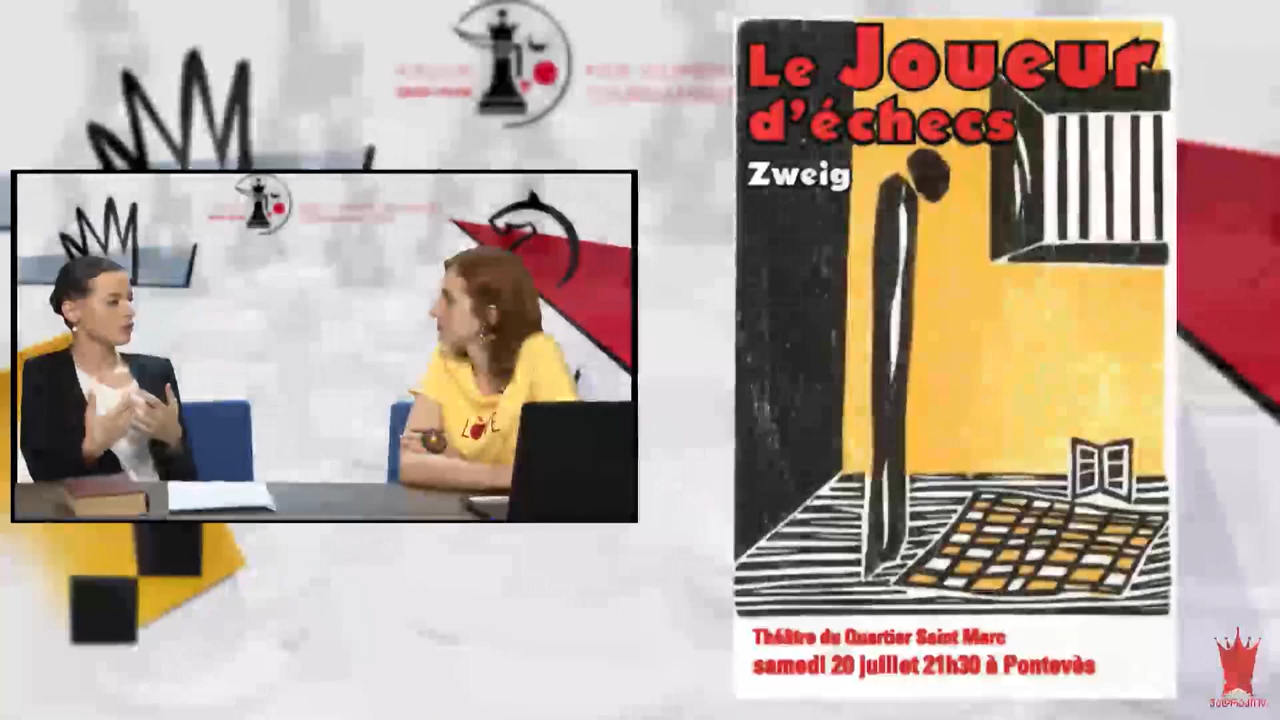 Le Joueur
d'échecs
Zweig
LOVE
Théâtre du Quartier Saint Marc
samedi 20 juillet 21h30 à Pontevès